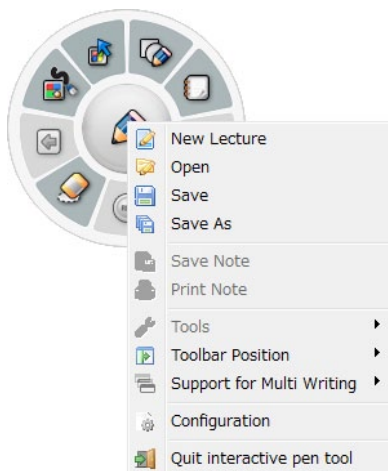 New Lecture
Open
Save
Save As
Save Note
Print Note
Tools
Toolbar Position
Support for Multi Writing
Configuration
Quit interactive pen tool